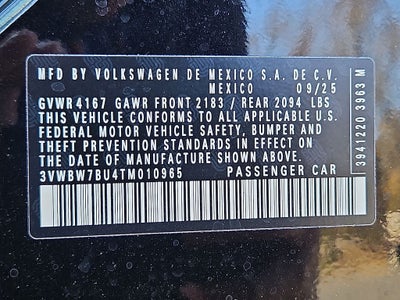 MFD BY VOLKSWAGEN DE MEXICO S.A. DE C.V.
MEXICO 09/25
GVWR 4167 GAWR FRONT 2183 / REAR 2094 LBS
THIS VEHICLE CONFORMS TO ALL APPLICABLE U.S.
FEDERAL MOTOR VEHICLE SAFETY, BUMPER AND
THEFT PREVENTION STANDARDS IN EFFECT ON
THE DATE OF MANUFACTURE SHOWN ABOVE.
3VWBW7BU4TM010965 PASSENGER CAR
3941220 3963 M